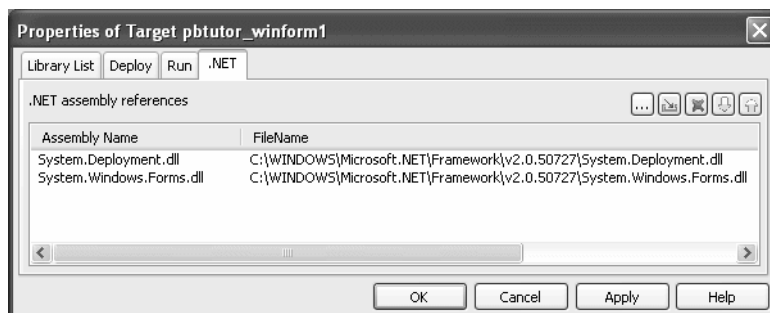 Properties of Target pbtutor_winform1
Library List Deploy Run .NET
.NET assembly references
...
Assembly Name FileName
System.Deployment.dll C:\WINDOWS\Microsoft.NET\Framework\v2.0.50727\System.Deployment.dll
System.Windows.Forms.dll C:\WINDOWS\Microsoft.NET\Framework\v2.0.50727\System.Windows.Forms.dll
OK Cancel Apply Help